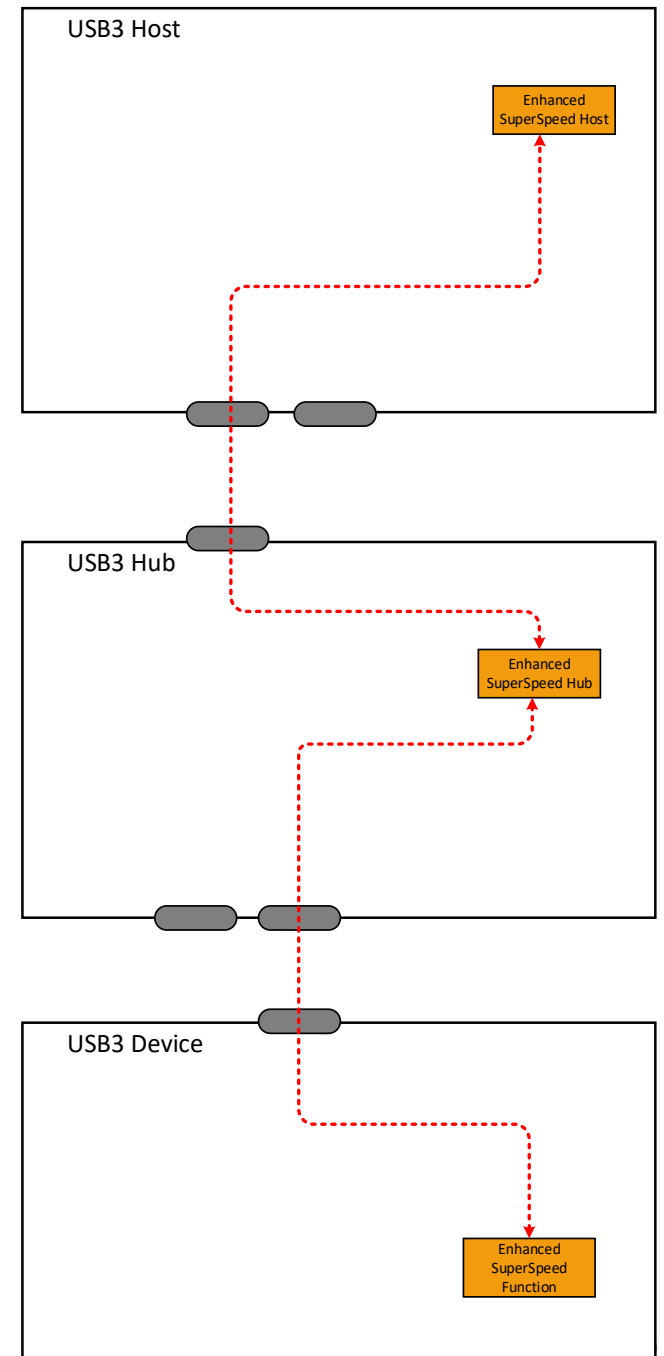 USB3 Host
Enhanced
SuperSpeed Host
USB3 Hub
Enhanced
SuperSpeed Hub
USB3 Device
Enhanced
SuperSpeed
Function